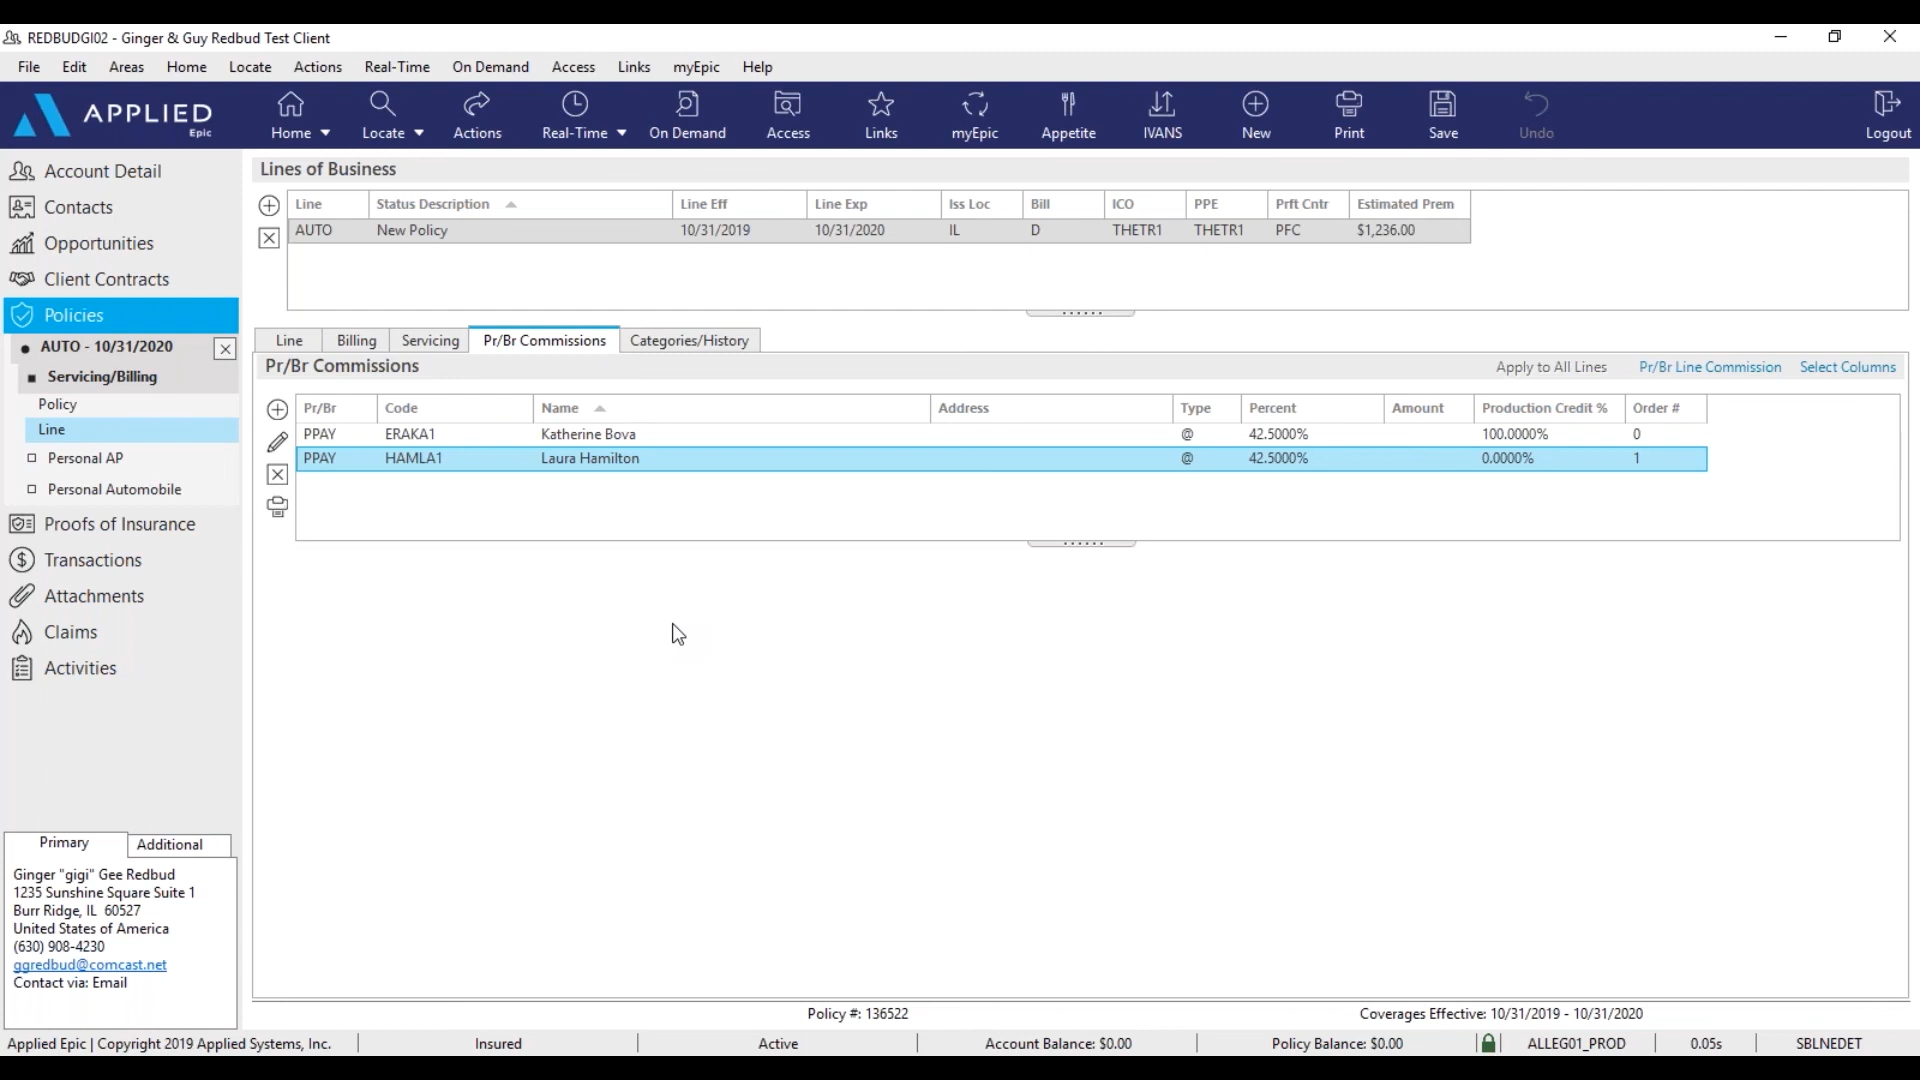 REDBUDGI02 - Ginger & Guy Redbud Test Client
File Edit Areas Home Locate Actions Real-Time On Demand Access Links myEpic Help
APPLIED
Epic
Home Locate Actions Real-Time On Demand Access Links myEpic Appetite IVANS New Print Save Undo Logout
Account Detail
Contacts
Opportunities
Client Contracts
Policies
AUTO - 10/31/2020
Servicing/Billing
Policy
Line
Personal AP
Personal Automobile
Proofs of Insurance
Transactions
Attachments
Claims
Activities
Primary Additional
Ginger "gigi" Gee Redbud
1235 Sunshine Square Suite 1
Burr Ridge, IL 60527
United States of America
(630) 908-4230
ggredbud@comcast.net
Contact via: Email
Lines of Business
Line Status Description Line Eff Line Exp Iss Loc Bill ICO PPE Prft Cntr Estimated Prem
AUTO New Policy 10/31/2019 10/31/2020 IL D THETR1 THETR1 PFC $1,236.00
Line Billing Servicing Pr/Br Commissions Categories/History
Pr/Br Commissions Apply to All Lines Pr/Br Line Commission Select Columns
Pr/Br Code Name Address Type Percent Amount Production Credit % Order #
PPAY ERAKA1 Katherine Bova @ 42.5000% 100.0000% 0
PPAY HAMLA1 Laura Hamilton @ 42.5000% 0.0000% 1
Policy #: 136522 Coverages Effective: 10/31/2019 - 10/31/2020
Applied Epic | Copyright 2019 Applied Systems, Inc. Insured Active Account Balance: $0.00 Policy Balance: $0.00 ALLEG01_PROD 0.05s SBLNEDET